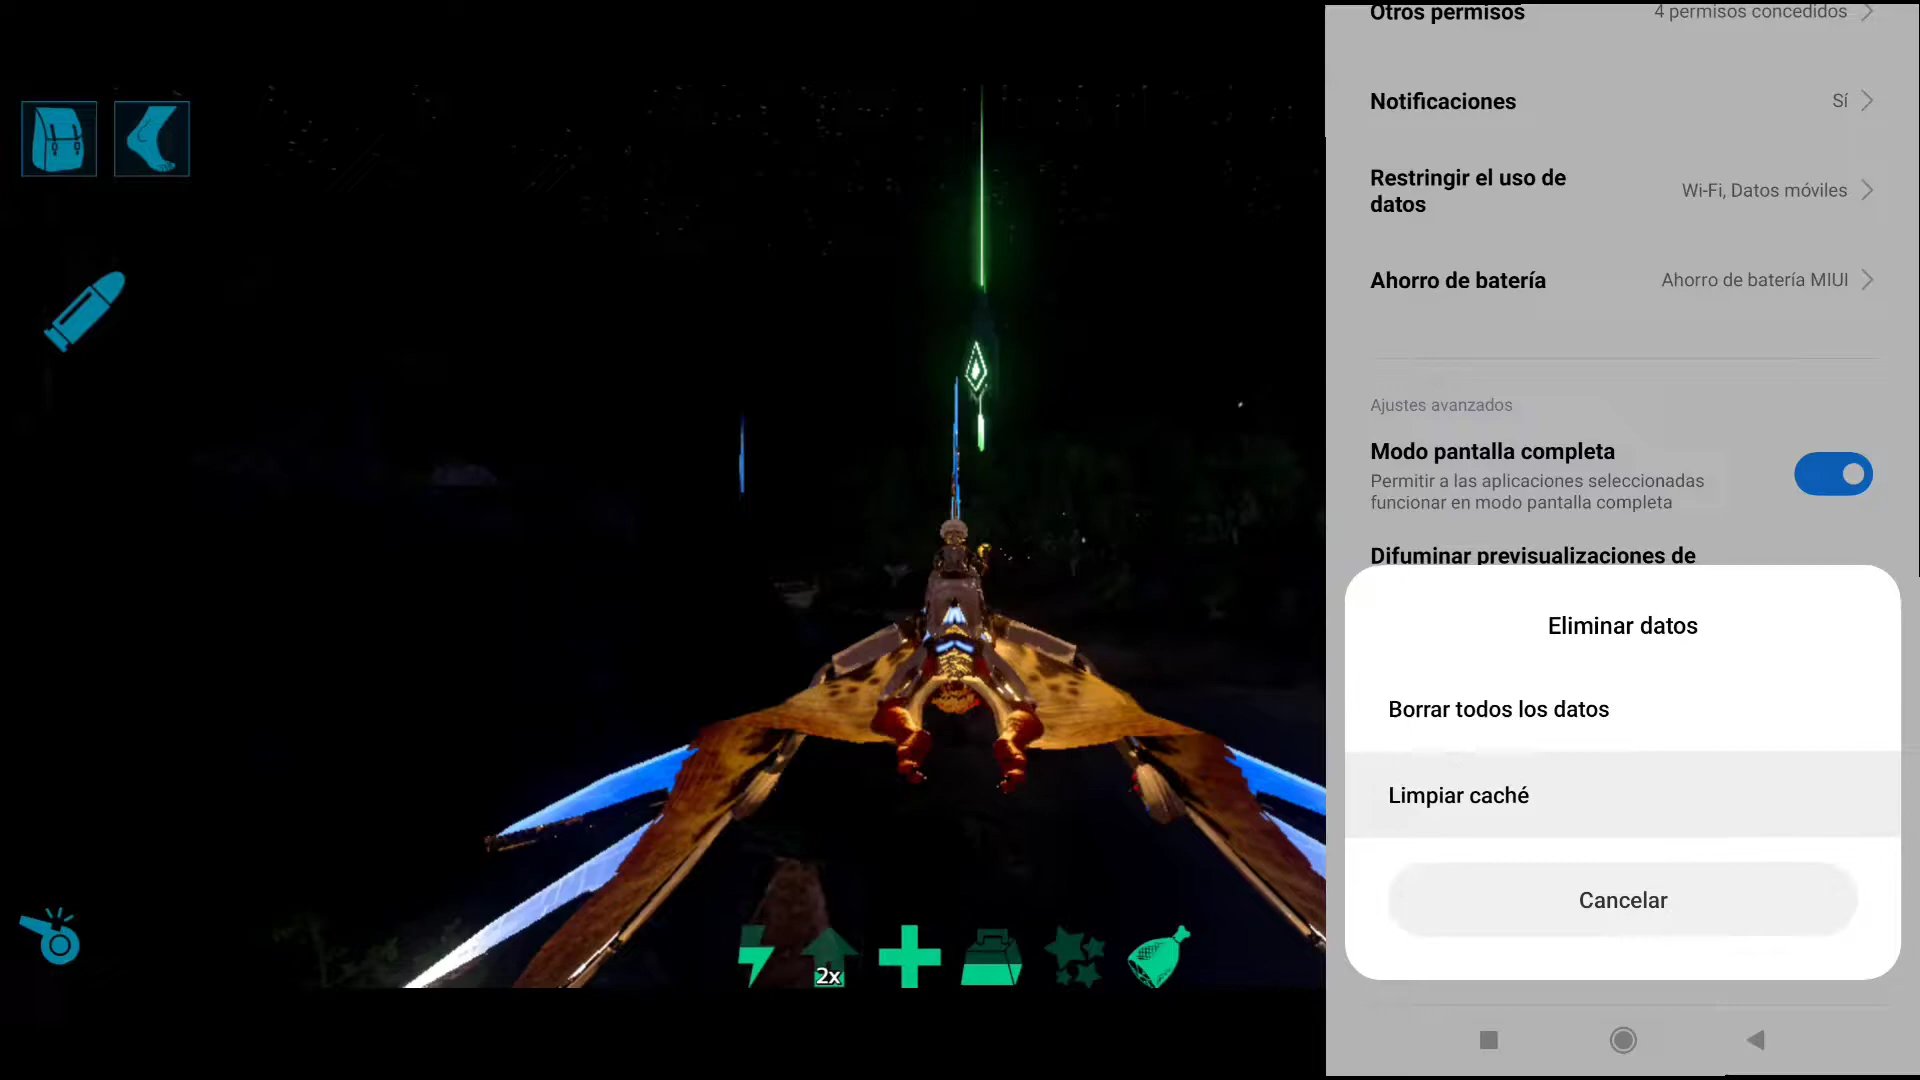 2x
Otros permisos
4 permisos concedidos
Notificaciones
Sí
Restringir el uso de
datos
Wi-Fi, Datos móviles
Ahorro de batería
Ahorro de batería MIUI
Ajustes avanzados
Modo pantalla completa
Permitir a las aplicaciones seleccionadas
funcionar en modo pantalla completa
Difuminar previsualizaciones de
Eliminar datos
Borrar todos los datos
Limpiar caché
Cancelar